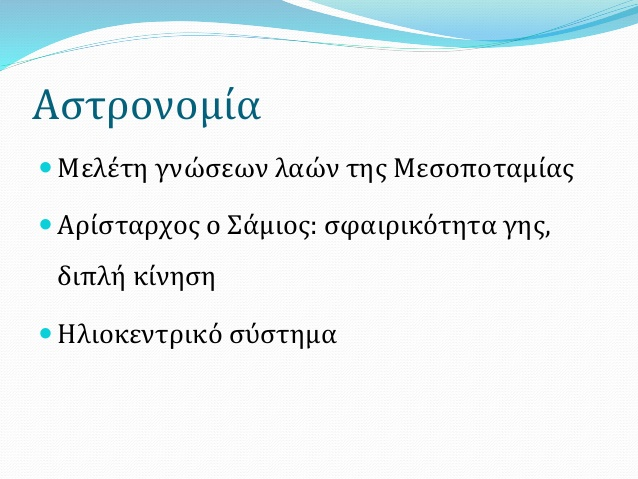 Αστρονομία
Μελέτη γνώσεων λαών της Μεσοποταμίας
Αρίσταρχος ο Σάμιος: σφαιρικότητα γης,
διπλή κίνηση
Ηλιοκεντρικό σύστημα